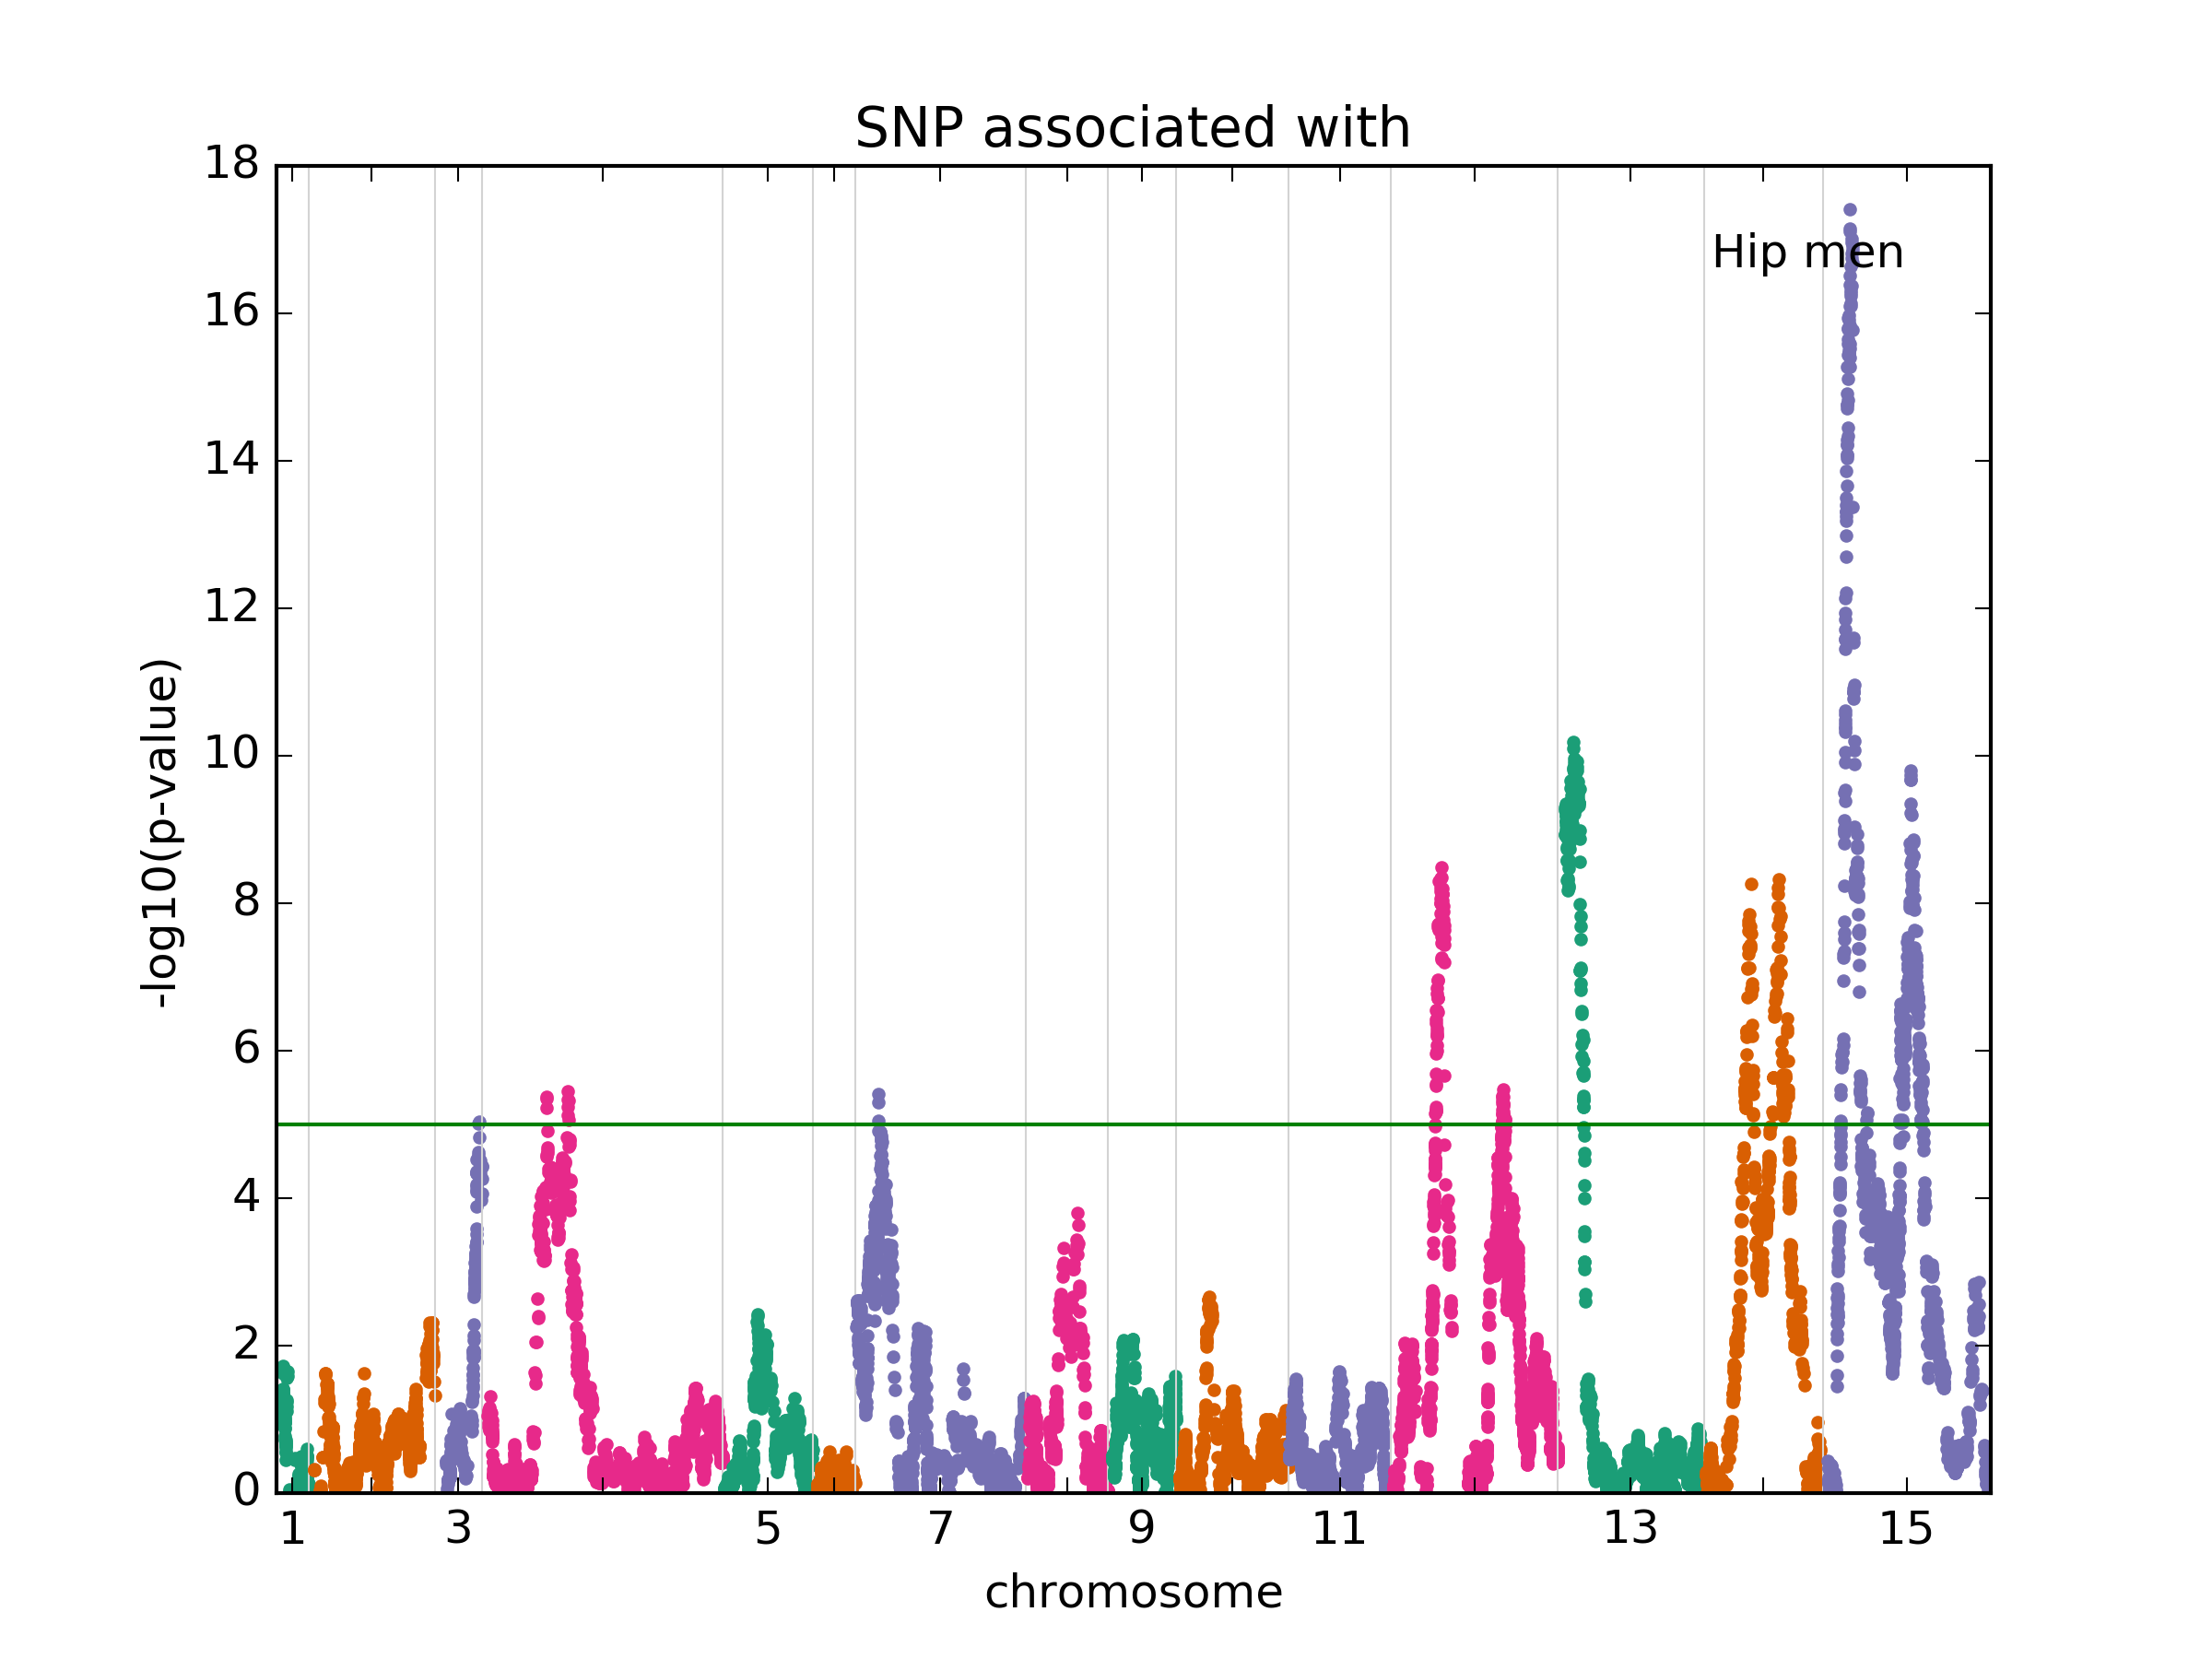 SNP associated with
Hip men
18
16
14
12
10
8
6
4
2
0
-log10(p-value)
1 3 5 7 9 11 13 15
chromosome